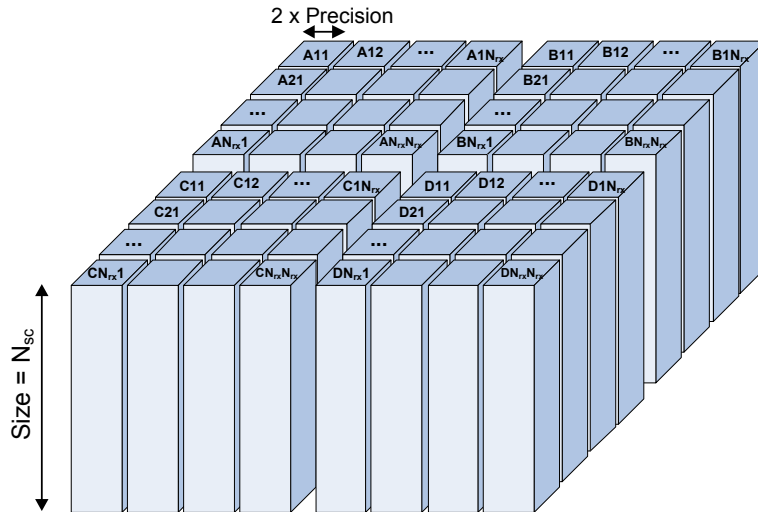 2 x Precision
A11 A12 ... A1Nrx B11 B12 ... B1Nrx
A21 B21
... ...
ANrx1 ANrxNrx BNrx1 BNrxNrx
C11 C12 ... C1Nrx D11 D12 ... D1Nrx
C21 D21
... ...
CNrx1 CNrxNrx DNrx1 DNrxNrx
Size = Nsc